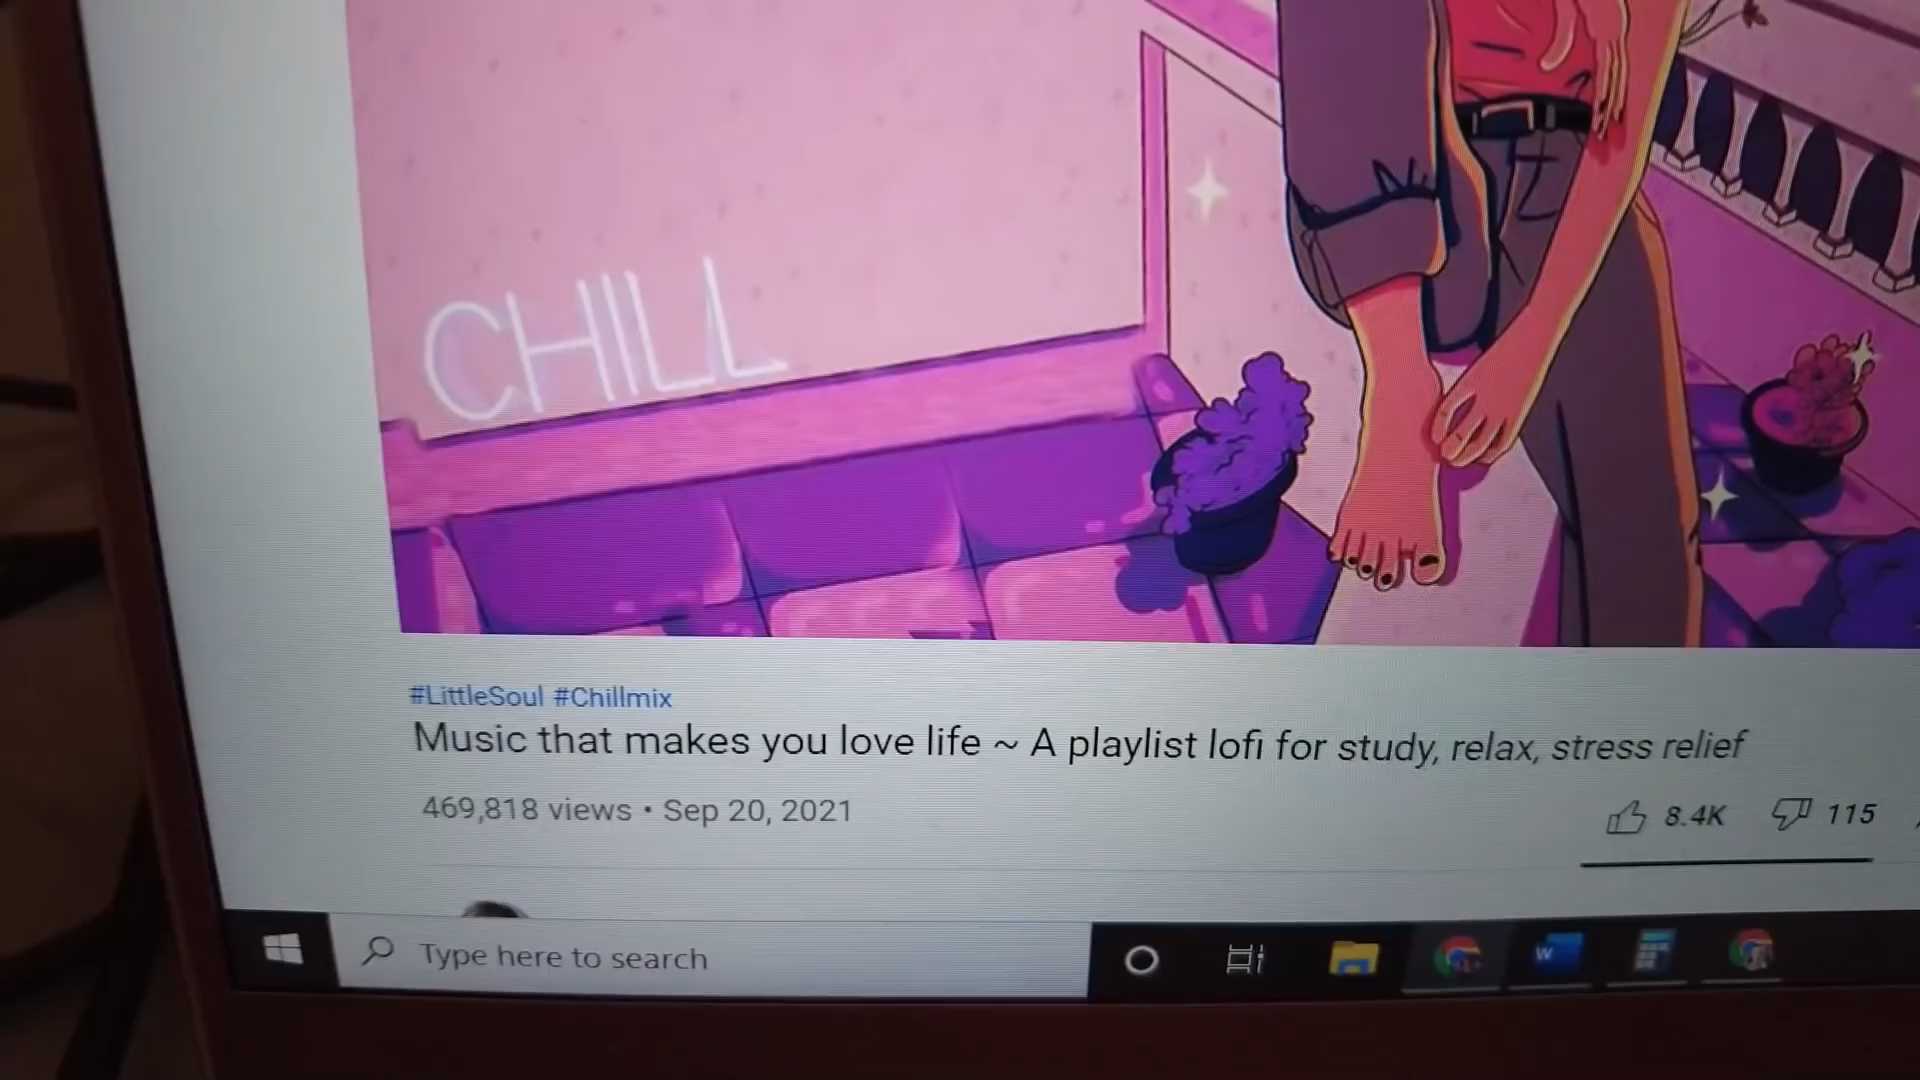 CHILL
#LittleSoul #Chillmix
Music that makes you love life ~ A playlist lofi for study, relax, stress relief
469,818 views • Sep 20, 2021
8.4K 115
Type here to search
W